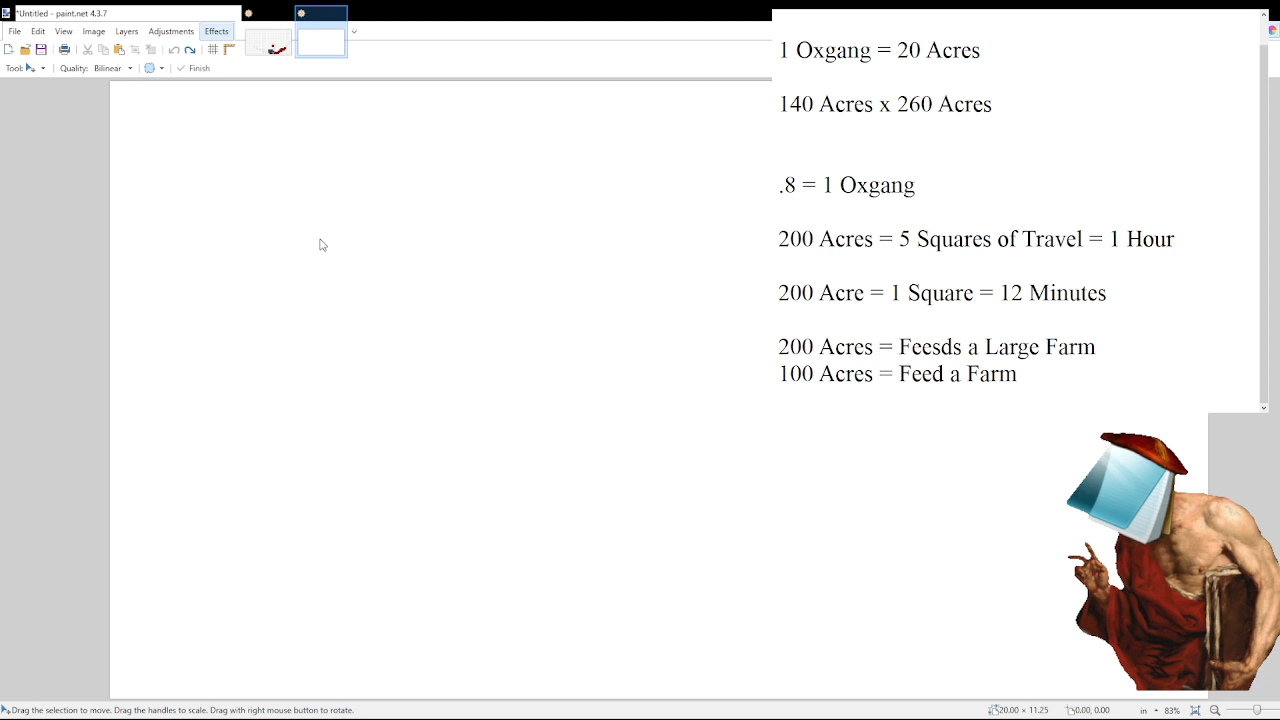 *Untitled - paint.net 4.3.7
File Edit View Image Layers Adjustments Effects
Tool: Quality: Bilinear Finish
1 Oxgang = 20 Acres
140 Acres x 260 Acres
.8 = 1 Oxgang
200 Acres = 5 Squares of Travel = 1 Hour
200 Acre = 1 Square = 12 Minutes
200 Acres = Feesds a Large Farm
100 Acres = Feed a Farm
Drag the selection to move. Drag the handles to scale. Drag with right mouse button to rotate. 20.00 × 11.25 0.00, 0.00 in 83%